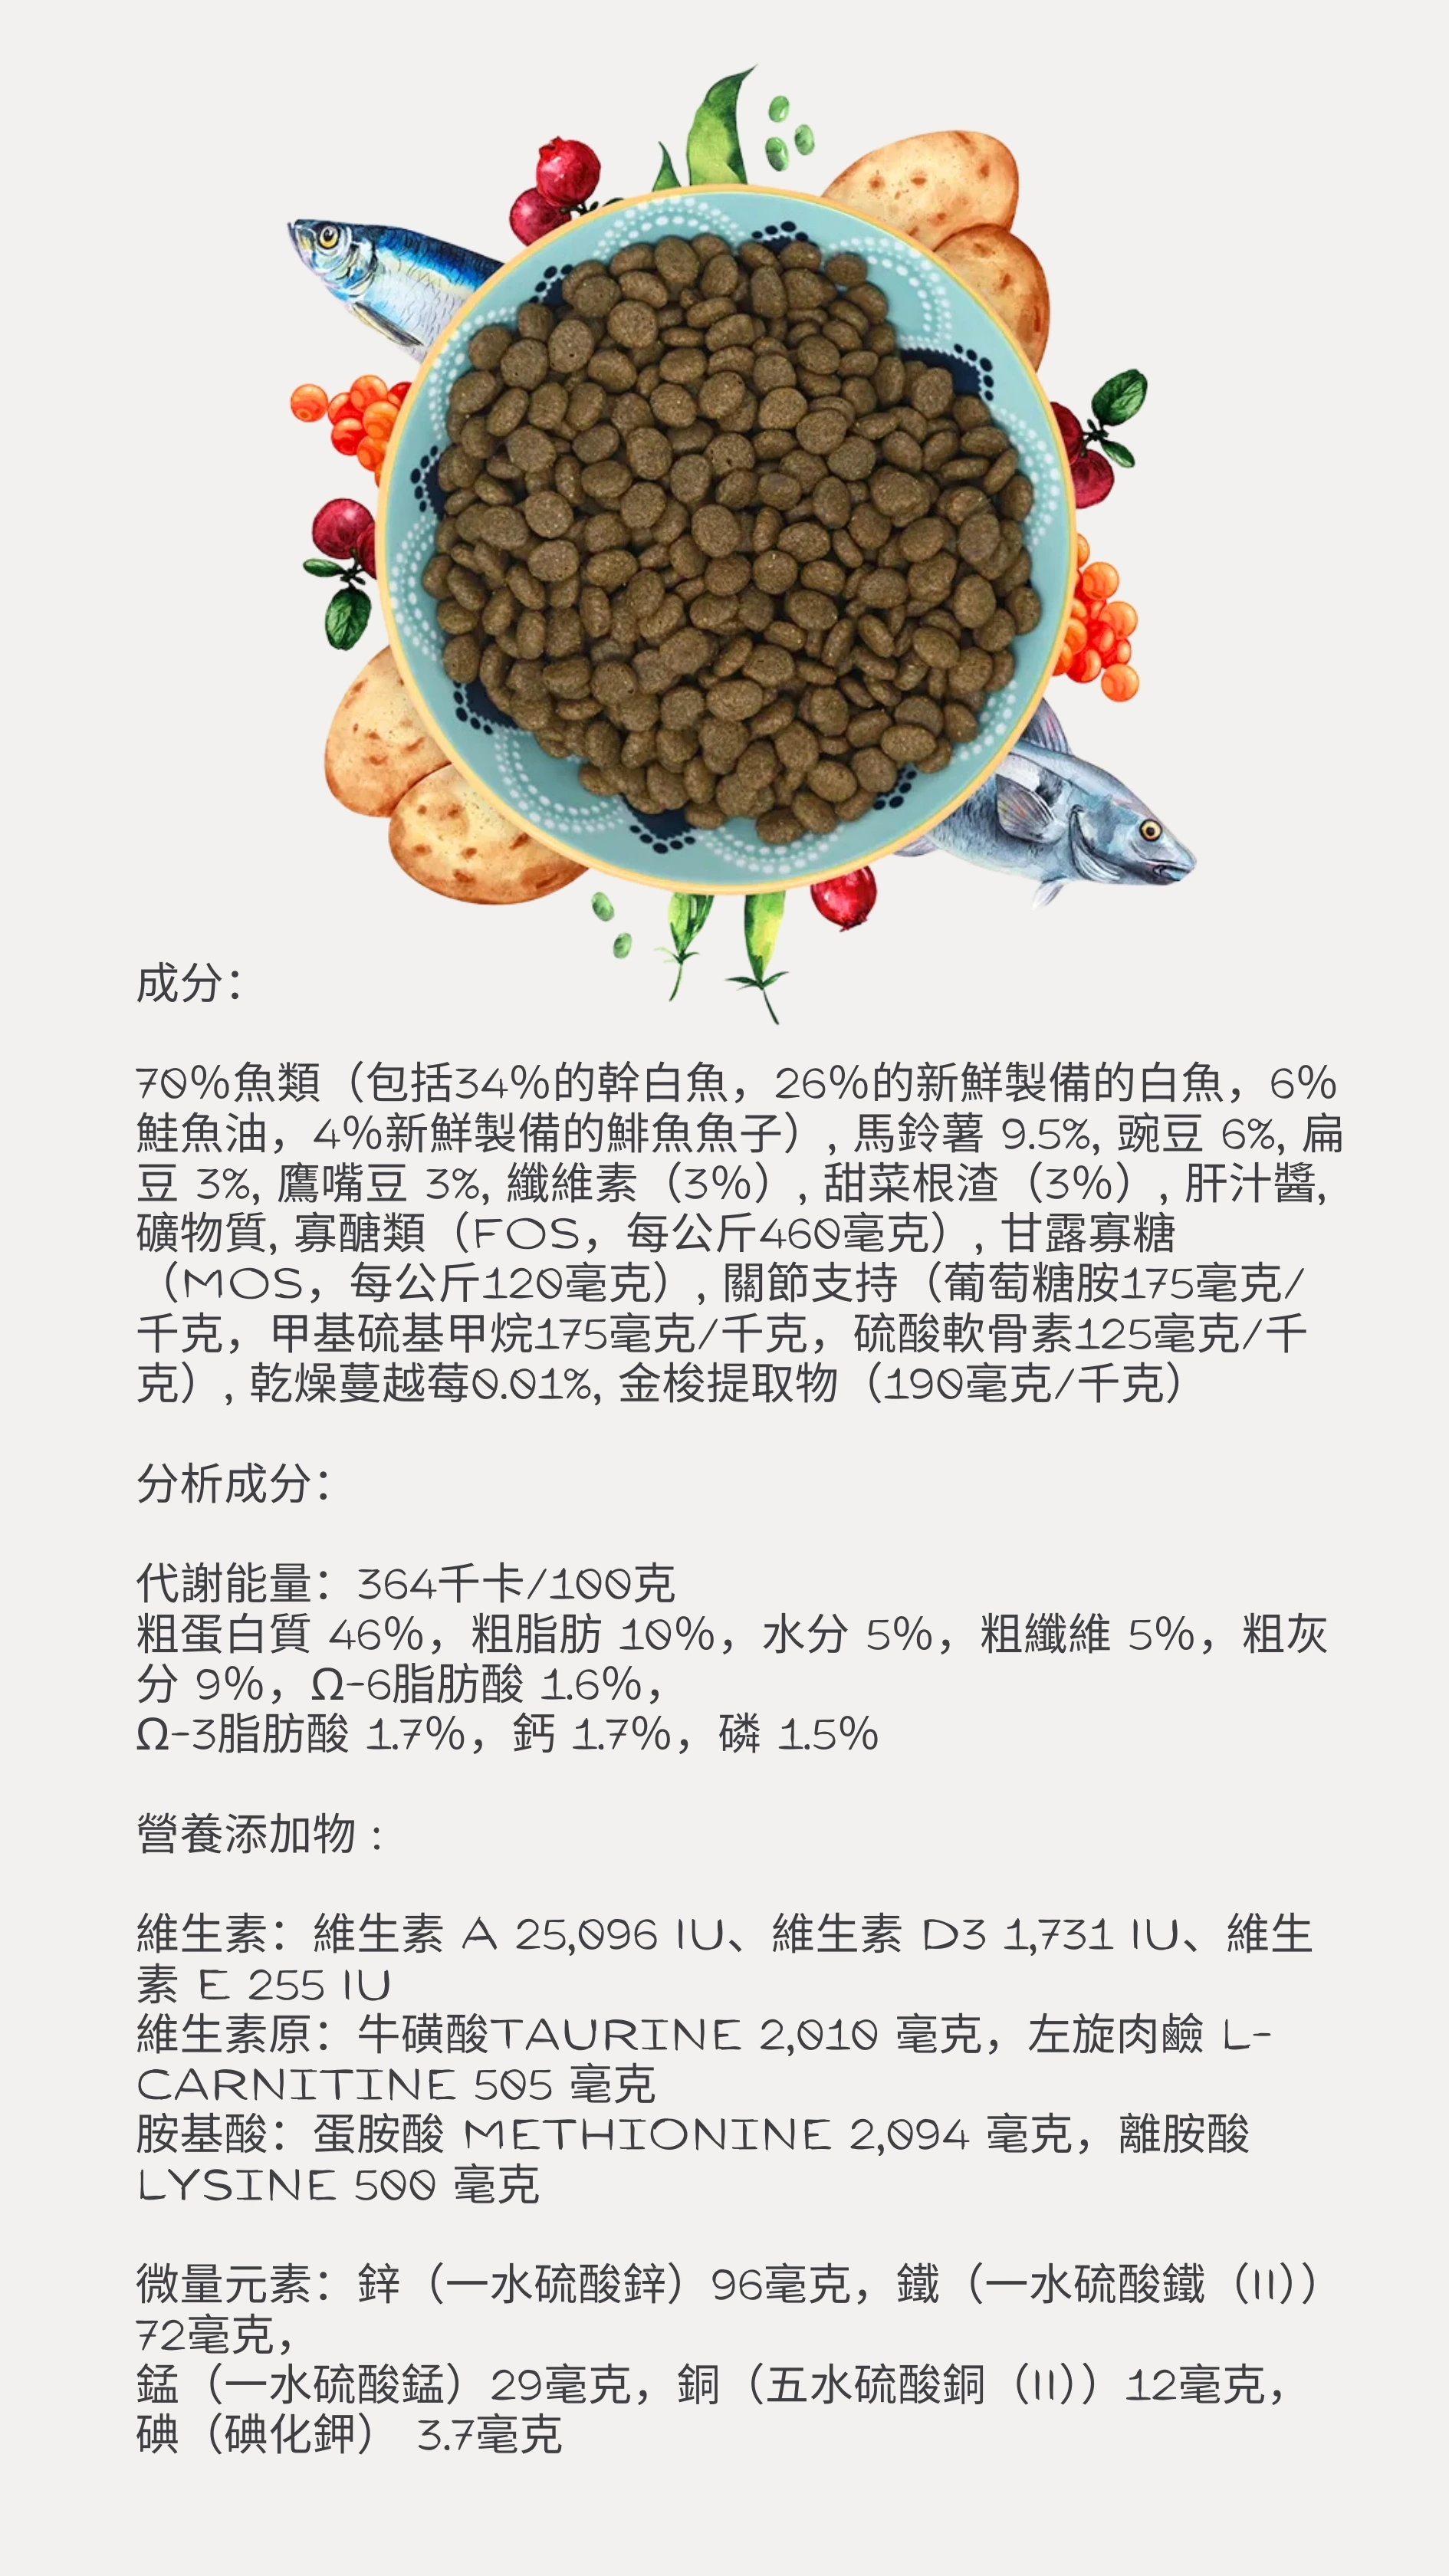 成分：
70%魚類（包括34%的幹白魚，26%的新鮮製備的白魚，6%
鮭魚油，4%新鮮製備的鯡魚魚子）, 馬鈴薯 9.5%, 豌豆 6%, 扁
豆 3%, 鷹嘴豆 3%, 纖維素（3%）, 甜菜根渣（3%）, 肝汁醬,
礦物質, 寡醣類（FOS，每公斤460毫克）, 甘露寡糖
（MOS，每公斤120毫克）, 關節支持（葡萄糖胺175毫克/
千克，甲基硫基甲烷175毫克/千克，硫酸軟骨素125毫克/千
克）, 乾燥蔓越莓0.01%, 金梭提取物（190毫克/千克）
分析成分：
代謝能量：364千卡/100克
粗蛋白質 46%，粗脂肪 10%，水分 5%，粗纖維 5%，粗灰
分 9%，Ω-6脂肪酸 1.6%，
Ω-3脂肪酸 1.7%，鈣 1.7%，磷 1.5%
營養添加物 :
維生素：維生素 A 25,096 IU、維生素 D3 1,731 IU、維生
素 E 255 IU
維生素原：牛磺酸TAURINE 2,010 毫克，左旋肉鹼 L-
CARNITINE 505 毫克
胺基酸：蛋胺酸 METHIONINE 2,094 毫克，離胺酸
LYSINE 500 毫克
微量元素：鋅（一水硫酸鋅）96毫克，鐵（一水硫酸鐵（II））
72毫克，
錳（一水硫酸錳）29毫克，銅（五水硫酸銅（II））12毫克，
碘（碘化鉀） 3.7毫克